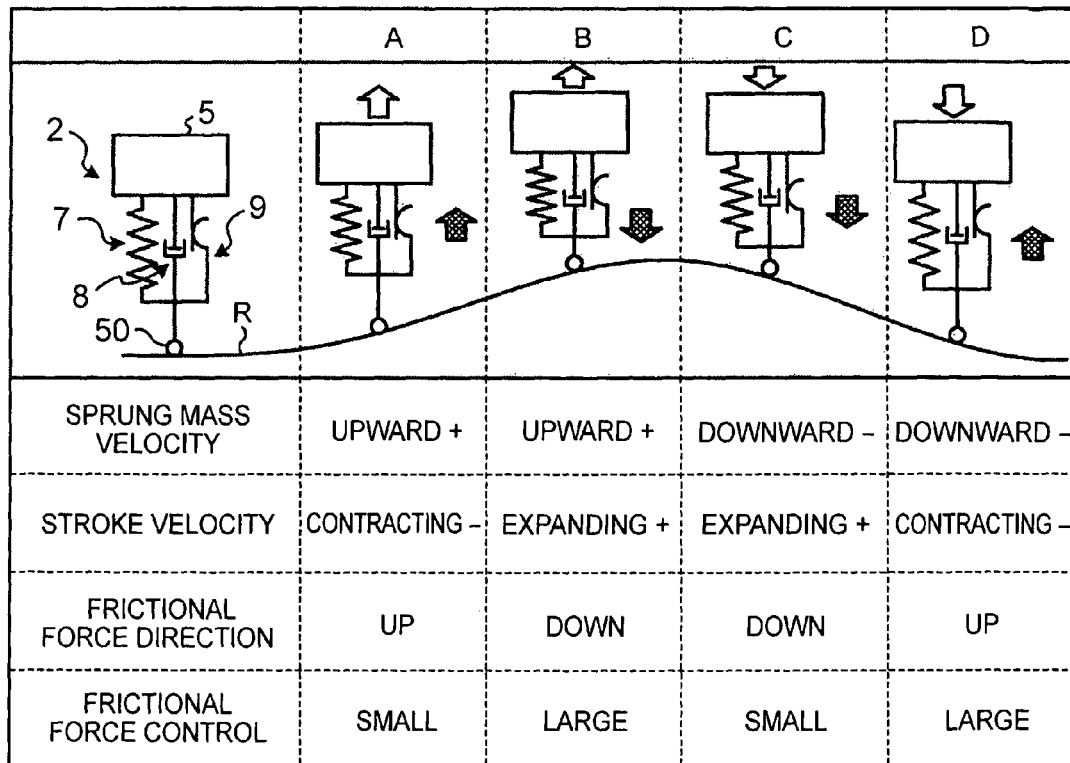 A B C D
2 5
7 9
8
50 R
SPRUNG MASS
VELOCITY
UPWARD + UPWARD + DOWNWARD – DOWNWARD –
STROKE VELOCITY CONTRACTING – EXPANDING + EXPANDING + CONTRACTING –
FRICTIONAL
FORCE DIRECTION
UP DOWN DOWN UP
FRICTIONAL
FORCE CONTROL
SMALL LARGE SMALL LARGE